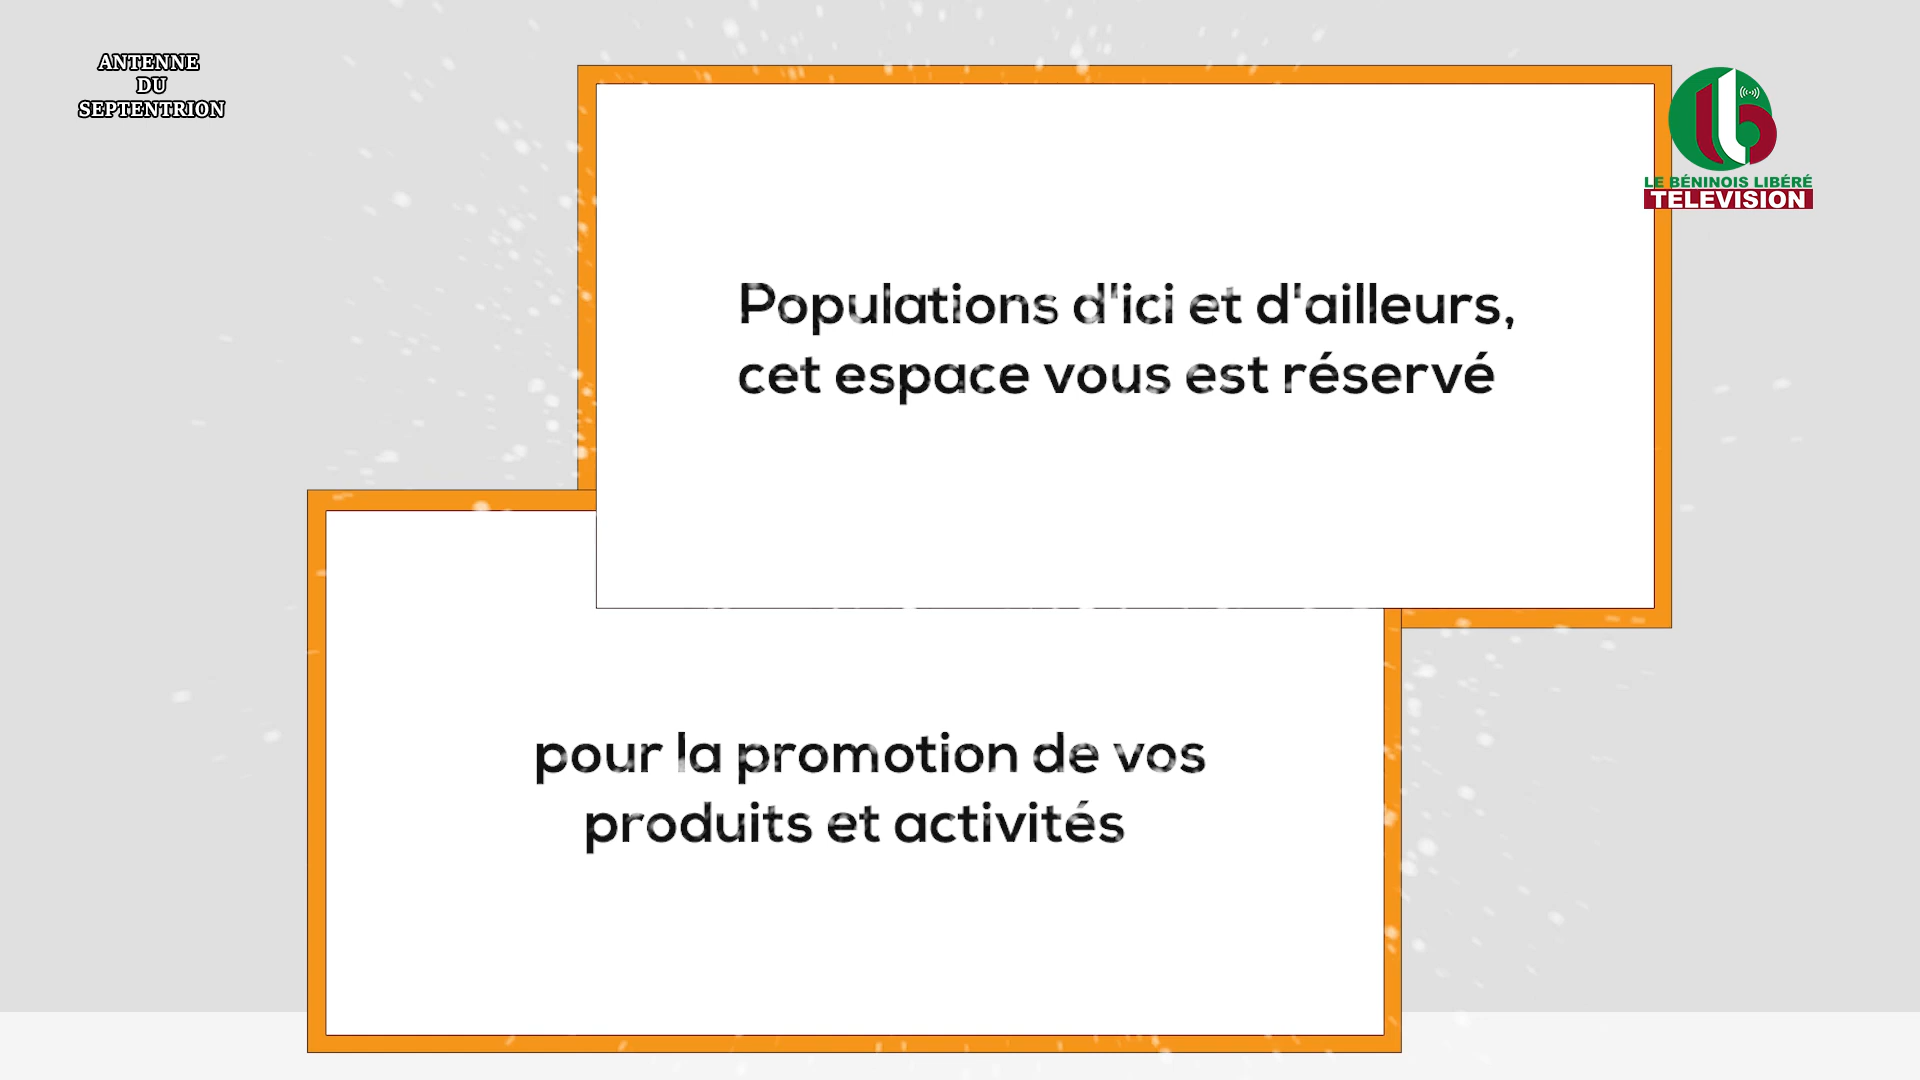 ANTENNE
DU
SEPTENTRION
LE BÉNINOIS LIBÉRÉ
TELEVISION
Populations d'ici et d'ailleurs,
cet espace vous est réservé
pour la promotion de vos
produits et activités